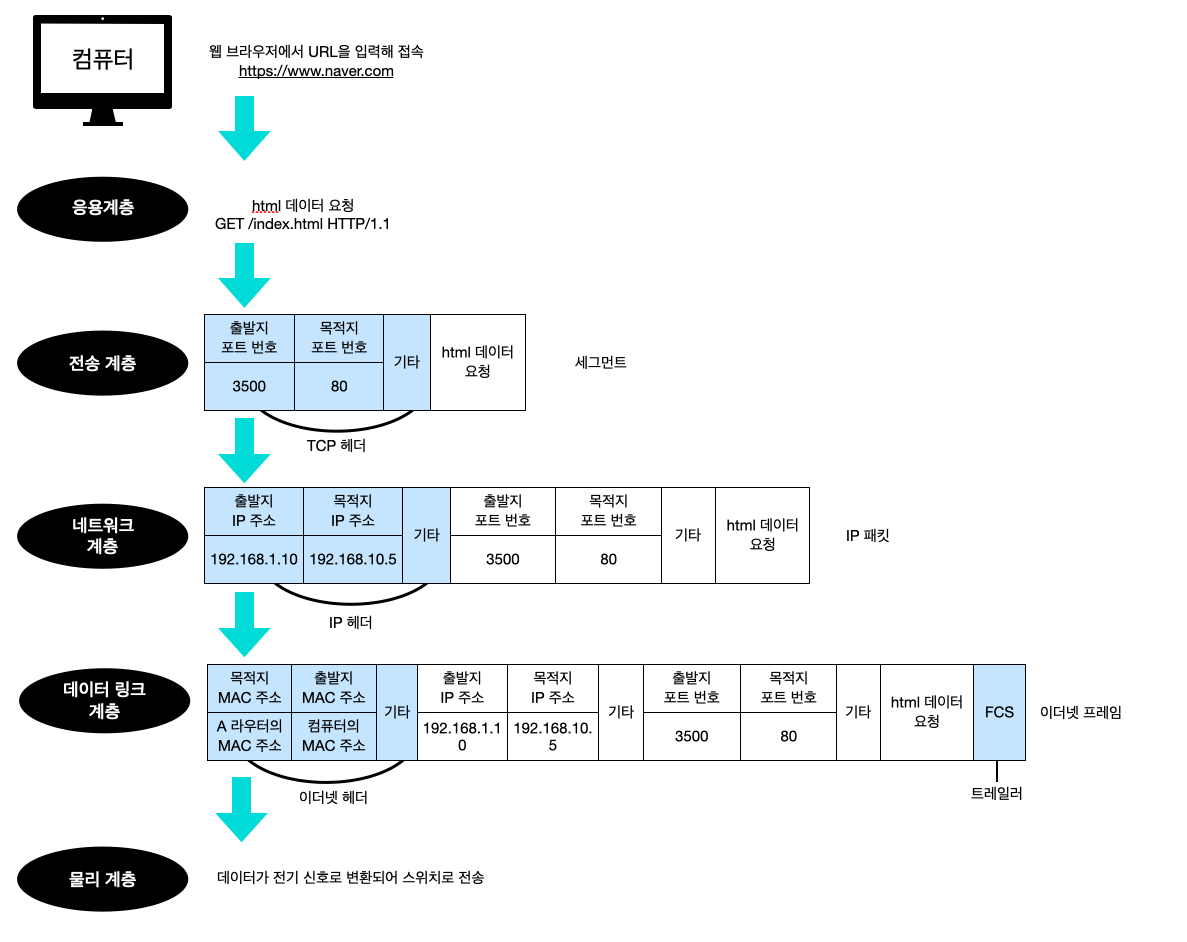 컴퓨터
웹 브라우저에서 URL을 입력해 접속
https://www.naver.com
응용계층
html 데이터 요청
GET /index.html HTTP/1.1
전송 계층
출발지
포트 번호
목적지
포트 번호
기타
html 데이터
요청
3500
80
세그먼트
TCP 헤더
네트워크
계층
출발지
IP 주소
목적지
IP 주소
기타
출발지
포트 번호
목적지
포트 번호
기타
html 데이터
요청
192.168.1.10
192.168.10.5
3500
80
IP 패킷
IP 헤더
데이터 링크
계층
목적지
MAC 주소
출발지
MAC 주소
기타
출발지
IP 주소
목적지
IP 주소
기타
출발지
포트 번호
목적지
포트 번호
기타
html 데이터
요청
FCS
A 라우터의
MAC 주소
컴퓨터의
MAC 주소
192.168.1.1
0
192.168.10.
5
3500
80
이더넷 프레임
이더넷 헤더
트레일러
물리 계층
데이터가 전기 신호로 변환되어 스위치로 전송